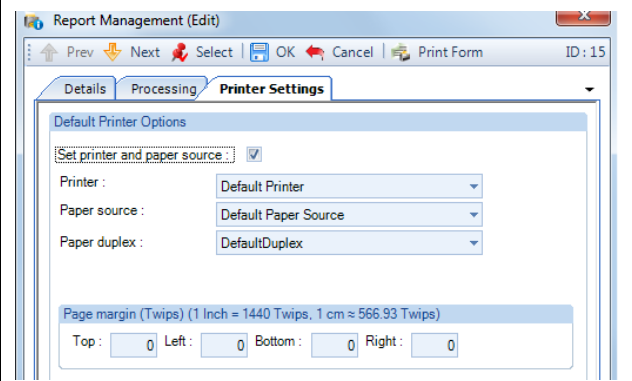 Report Management (Edit)
Prev Next Select OK Cancel Print Form ID : 15
Details Processing Printer Settings
Default Printer Options
Set printer and paper source :
Printer : Default Printer
Paper source : Default Paper Source
Paper duplex : DefaultDuplex
Page margin (Twips) (1 Inch = 1440 Twips, 1 cm ≈ 566.93 Twips)
Top : 0 Left : 0 Bottom : 0 Right : 0